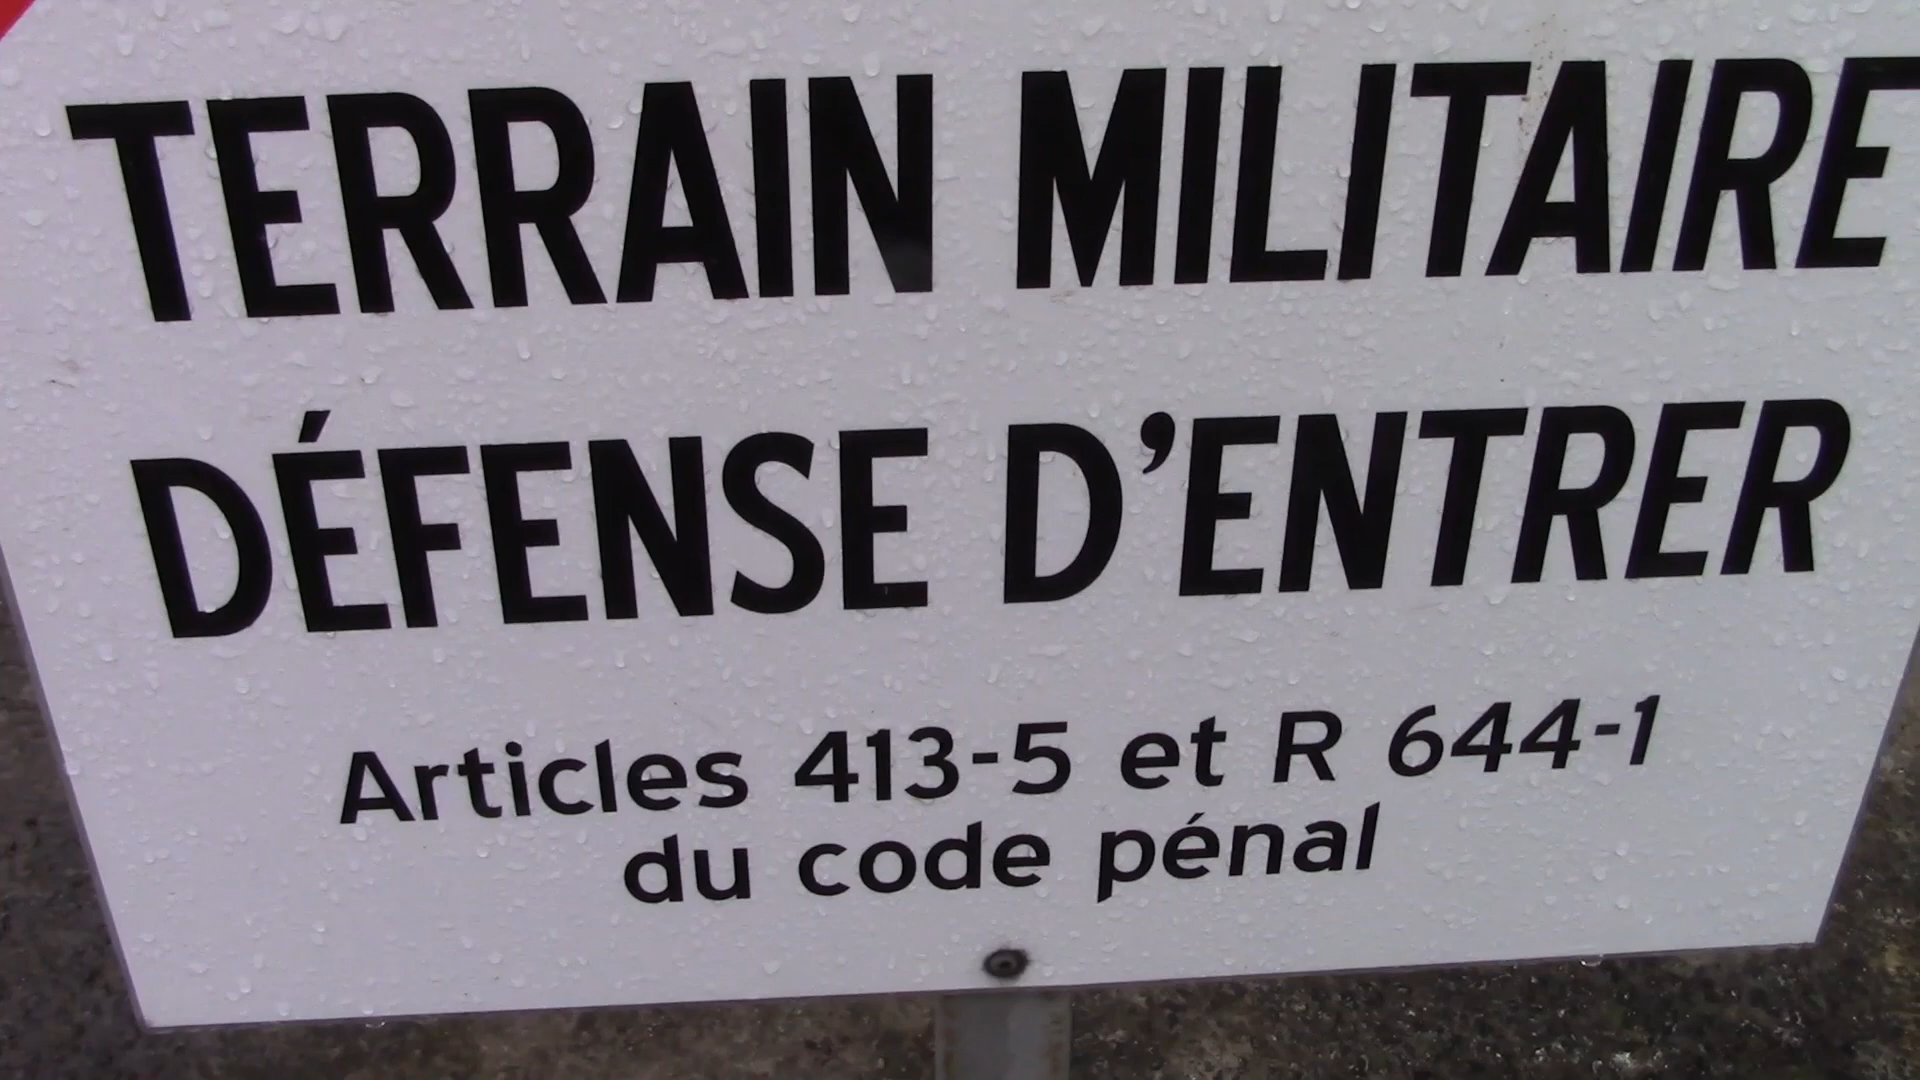 TERRAIN MILITAIRE
DÉFENSE D'ENTRER
Articles 413-5 et R 644-1
du code pénal